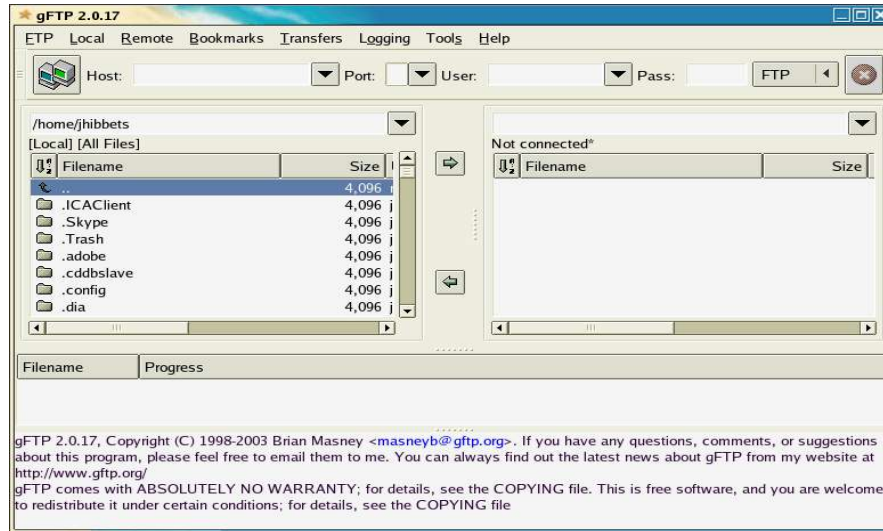 gFTP 2.0.17
FTP Local Remote Bookmarks Transfers Logging Tools Help
Host: Port: User: Pass: FTP
/home/jhibbets
[Local] [All Files]
Filename Size
.. 4,096
.ICAClient 4,096 j
.Skype 4,096 j
.Trash 4,096 j
.adobe 4,096 j
.cddbslave 4,096 j
.config 4,096 j
.dia 4,096 j
Not connected*
Filename Size
Filename Progress
gFTP 2.0.17, Copyright (C) 1998-2003 Brian Masney <masneyb@gftp.org>. If you have any questions, comments, or suggestions
about this program, please feel free to email them to me. You can always find out the latest news about gFTP from my website at
http://www.gftp.org/
gFTP comes with ABSOLUTELY NO WARRANTY; for details, see the COPYING file. This is free software, and you are welcome
to redistribute it under certain conditions; for details, see the COPYING file